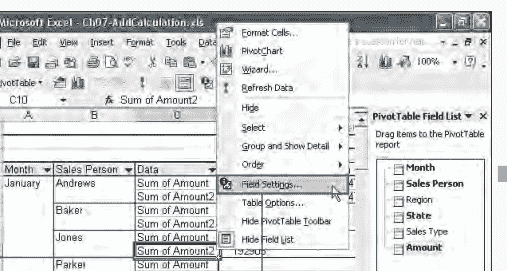 Microsoft Excel - Ch07-AddCalculation.xls
File Edit View Insert Format Tools Data
100%
PivotTable
C10 fx Sum of Amount2
A B C
Month Sales Person Data
January Andrews Sum of Amount
Sum of Amount2
Baker Sum of Amount
Sum of Amount2
Jones Sum of Amount
Sum of Amount2 192905
Parker Sum of Amount
Format Cells...
PivotChart
Wizard...
Refresh Data
Hide
Select
Group and Show Detail
Order
Field Settings...
Table Options...
Hide PivotTable Toolbar
Hide Field List
PivotTable Field List
Drag items to the PivotTable
report
Month
Sales Person
Region
State
Sales Type
Amount